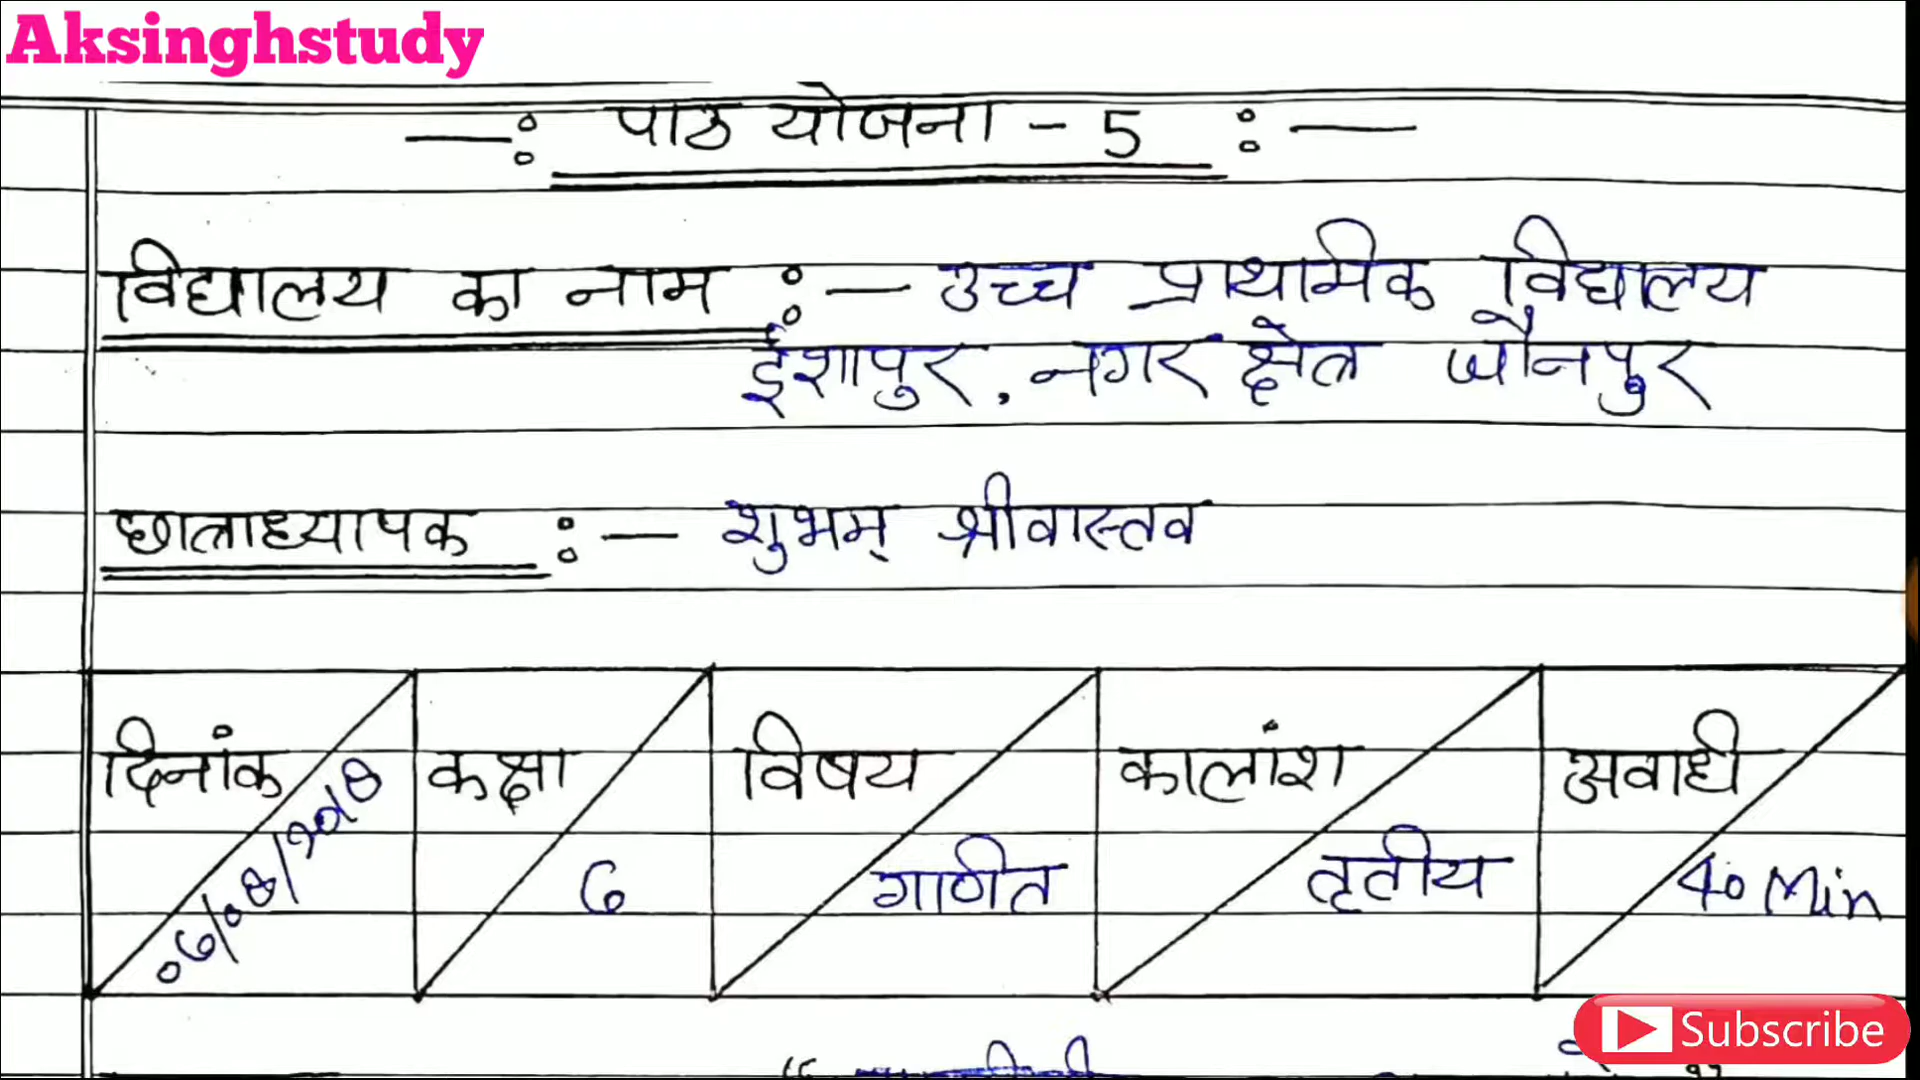 Aksinghstudy
—: पाठ योजना - 5 :—
विद्यालय का नाम :— उच्च प्राथमिक विद्यालय
ईशापुर, नगर क्षेत्र जौनपुर
छात्राध्यापक :— शुभम् श्रीवास्तव
दिनांक कक्षा विषय कालांश अवधि
06/08/2018 6 गणित तृतीय 40 Min
Subscribe